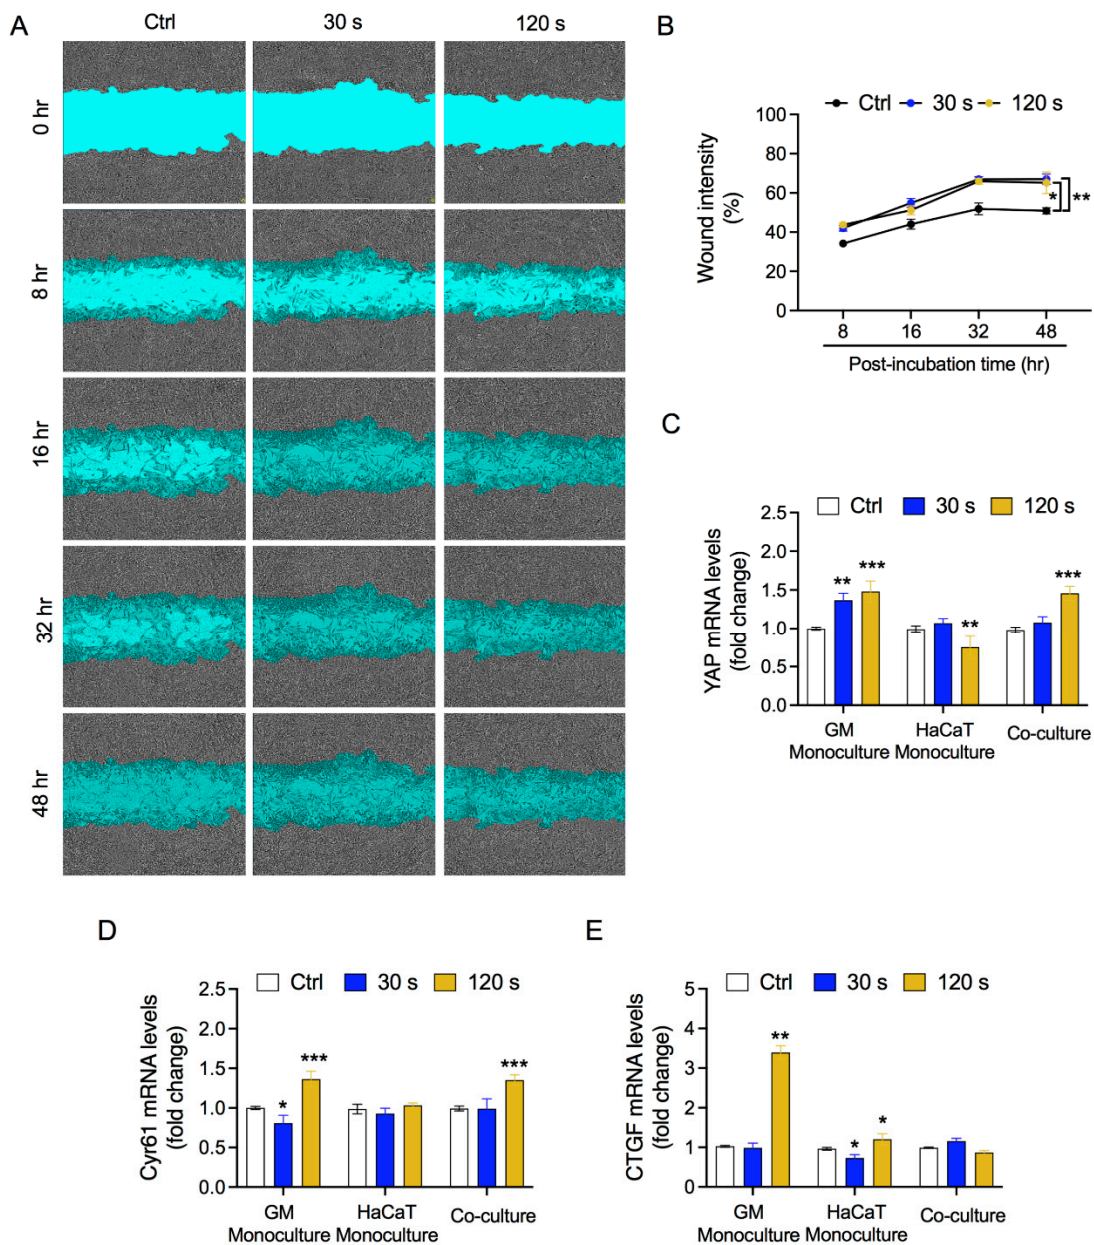 A
Ctrl
30 s
120 s
0 hr
8 hr
16 hr
32 hr
48 hr
B
Ctrl
30 s
120 s
Wound intensity
(%)
100
80
60
40
20
0
*
**
8
16
32
48
Post-incubation time (hr)
C
Ctrl
30 s
120 s
YAP mRNA levels
(fold change)
2.5
2.0
1.5
1.0
0.5
0.0
**
***
**
***
GM
Monoculture
HaCaT
Monoculture
Co-culture
D
Ctrl
30 s
120 s
Cyr61 mRNA levels
(fold change)
2.5
2.0
1.5
1.0
0.5
0.0
*
***
***
GM
Monoculture
HaCaT
Monoculture
Co-culture
E
Ctrl
30 s
120 s
CTGF mRNA levels
(fold change)
5
4
3
2
1
0
**
*
*
GM
Monoculture
HaCaT
Monoculture
Co-culture